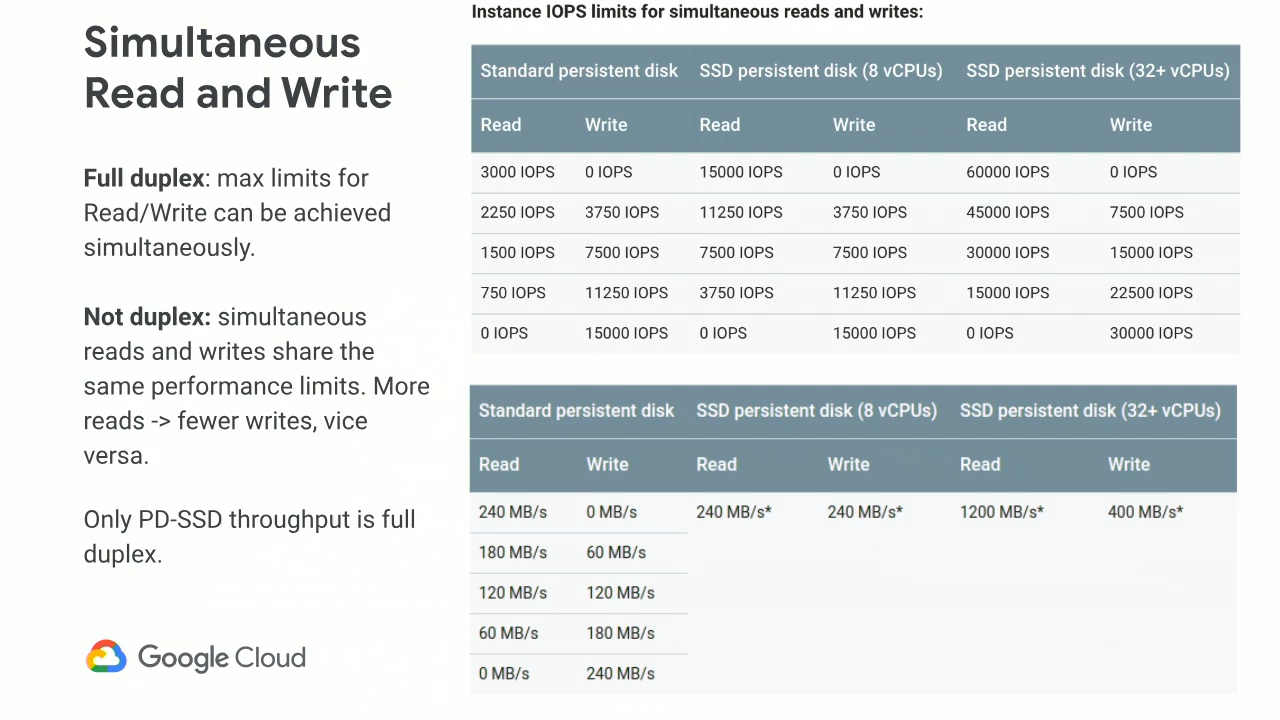 Simultaneous
Read and Write
Full duplex: max limits for
Read/Write can be achieved
simultaneously.
Not duplex: simultaneous
reads and writes share the
same performance limits. More
reads -> fewer writes, vice
versa.
Only PD-SSD throughput is full
duplex.
Google Cloud
Instance IOPS limits for simultaneous reads and writes:
Standard persistent disk SSD persistent disk (8 vCPUs) SSD persistent disk (32+ vCPUs)
Read Write Read Write Read Write
3000 IOPS 0 IOPS 15000 IOPS 0 IOPS 60000 IOPS 0 IOPS
2250 IOPS 3750 IOPS 11250 IOPS 3750 IOPS 45000 IOPS 7500 IOPS
1500 IOPS 7500 IOPS 7500 IOPS 7500 IOPS 30000 IOPS 15000 IOPS
750 IOPS 11250 IOPS 3750 IOPS 11250 IOPS 15000 IOPS 22500 IOPS
0 IOPS 15000 IOPS 0 IOPS 15000 IOPS 0 IOPS 30000 IOPS
Standard persistent disk SSD persistent disk (8 vCPUs) SSD persistent disk (32+ vCPUs)
Read Write Read Write Read Write
240 MB/s 0 MB/s 240 MB/s* 240 MB/s* 1200 MB/s* 400 MB/s*
180 MB/s 60 MB/s
120 MB/s 120 MB/s
60 MB/s 180 MB/s
0 MB/s 240 MB/s